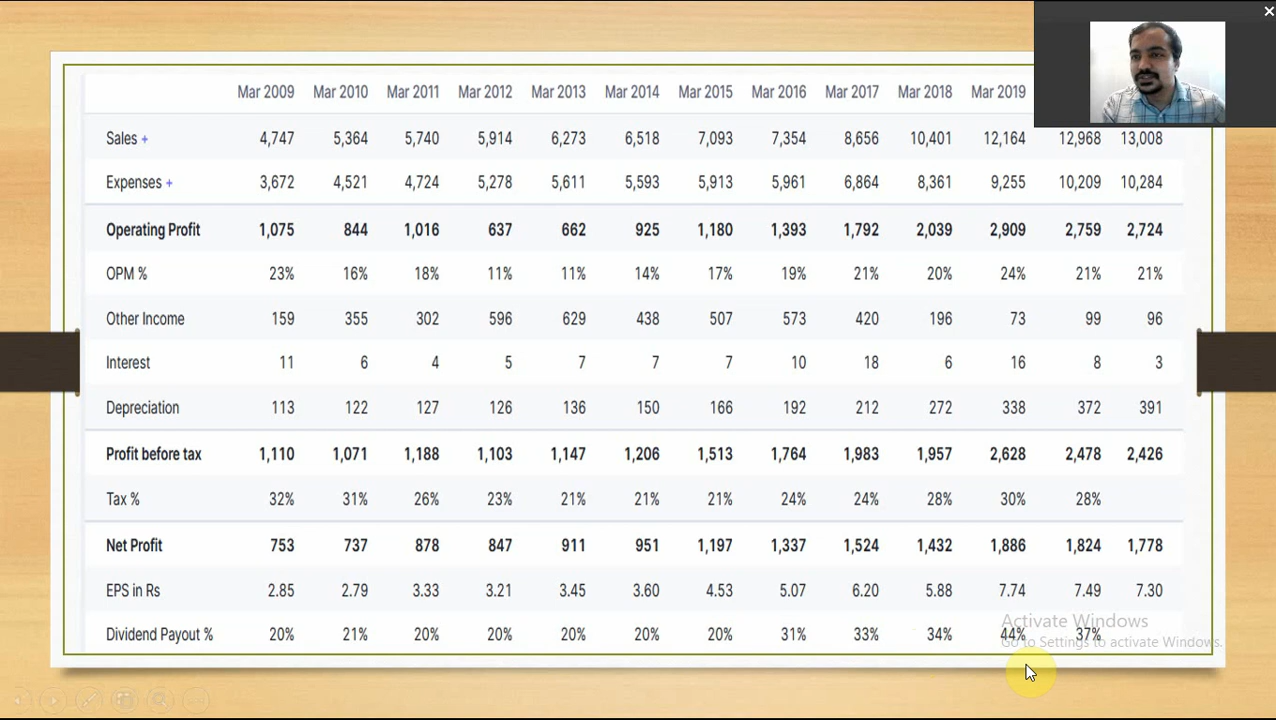 Mar 2009 Mar 2010 Mar 2011 Mar 2012 Mar 2013 Mar 2014 Mar 2015 Mar 2016 Mar 2017 Mar 2018 Mar 2019
Sales + 4,747 5,364 5,740 5,914 6,273 6,518 7,093 7,354 8,656 10,401 12,164 12,968 13,008
Expenses + 3,672 4,521 4,724 5,278 5,611 5,593 5,913 5,961 6,864 8,361 9,255 10,209 10,284
Operating Profit 1,075 844 1,016 637 662 925 1,180 1,393 1,792 2,039 2,909 2,759 2,724
OPM % 23% 16% 18% 11% 11% 14% 17% 19% 21% 20% 24% 21% 21%
Other Income 159 355 302 596 629 438 507 573 420 196 73 99 96
Interest 11 6 4 5 7 7 7 10 18 6 16 8 3
Depreciation 113 122 127 126 136 150 166 192 212 272 338 372 391
Profit before tax 1,110 1,071 1,188 1,103 1,147 1,206 1,513 1,764 1,983 1,957 2,628 2,478 2,426
Tax % 32% 31% 26% 23% 21% 21% 21% 24% 24% 28% 30% 28%
Net Profit 753 737 878 847 911 951 1,197 1,337 1,524 1,432 1,886 1,824 1,778
EPS in Rs 2.85 2.79 3.33 3.21 3.45 3.60 4.53 5.07 6.20 5.88 7.74 7.49 7.30
Dividend Payout % 20% 21% 20% 20% 20% 20% 20% 31% 33% 34% 44% 37%
Activate Windows
Go to Settings to activate Windows.